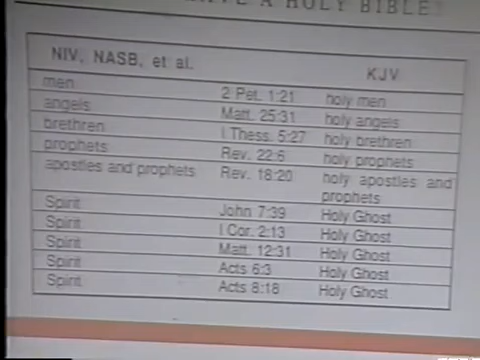 A HOLY BIBLE?
NIV, NASB, et al. KJV
men 2 Pet. 1:21 holy men
angels Matt. 25:31 holy angels
brethren I Thess. 5:27 holy brethren
prophets Rev. 22:6 holy prophets
apostles and prophets Rev. 18:20 holy apostles and
prophets
Spirit John 7:39 Holy Ghost
Spirit I Cor. 2:13 Holy Ghost
Spirit Matt. 12:31 Holy Ghost
Spirit Acts 6:3 Holy Ghost
Spirit Acts 8:18 Holy Ghost